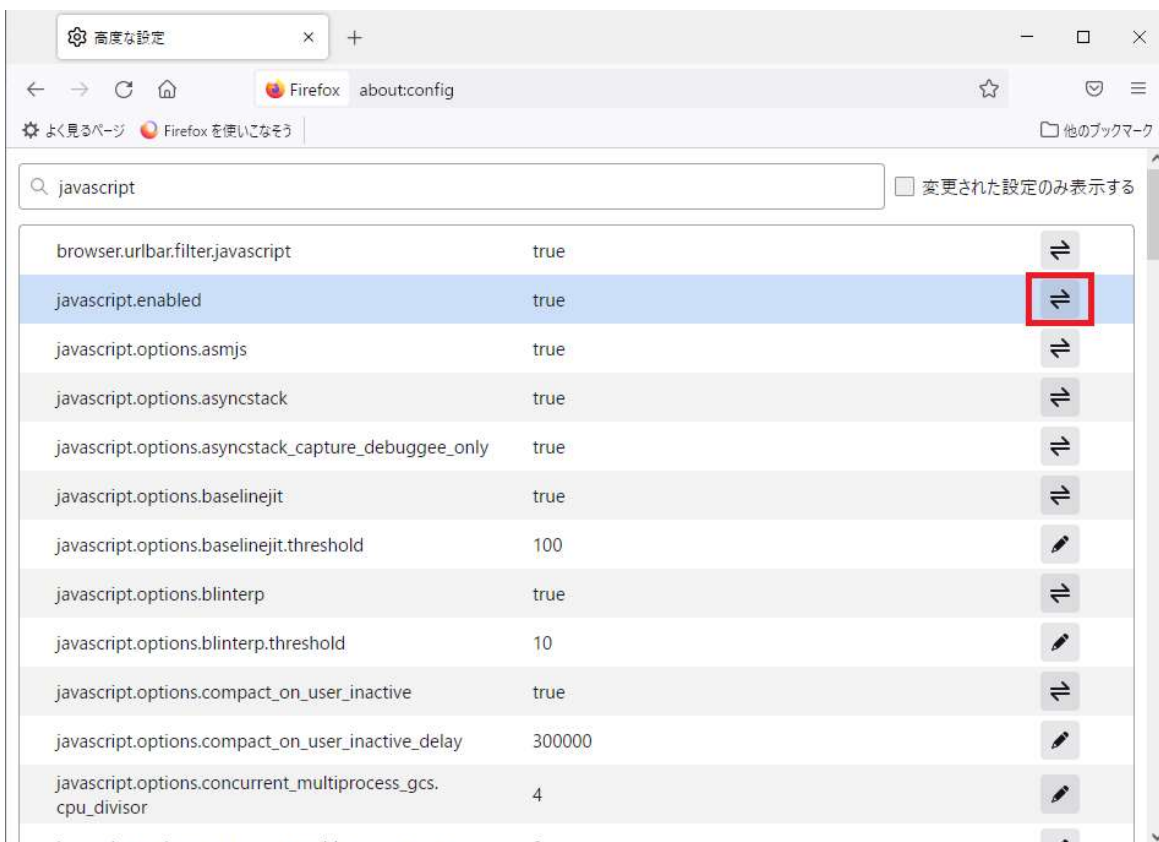 高度な設定
Firefox about:config
よく見るページ Firefox を使いこなそう 他のブックマーク
javascript 変更された設定のみ表示する
browser.urlbar.filter.javascript true
javascript.enabled true
javascript.options.asmjs true
javascript.options.asyncstack true
javascript.options.asyncstack_capture_debuggee_only true
javascript.options.baselinejit true
javascript.options.baselinejit.threshold 100
javascript.options.blinterp true
javascript.options.blinterp.threshold 10
javascript.options.compact_on_user_inactive true
javascript.options.compact_on_user_inactive_delay 300000
javascript.options.concurrent_multiprocess_gcs.
cpu_divisor 4